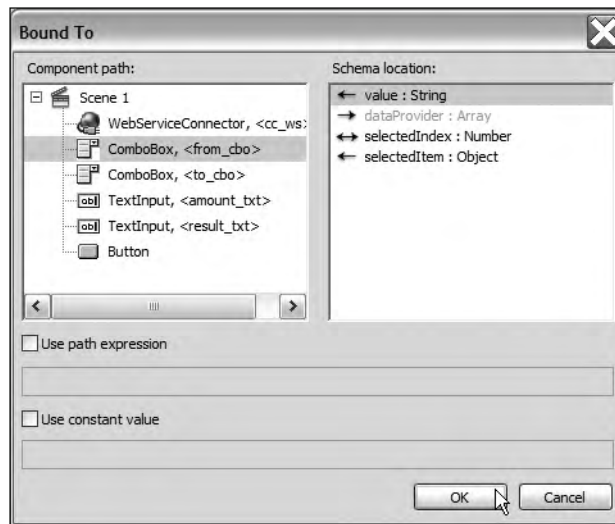 Bound To
Component path:
Scene 1
WebServiceConnector, <cc_ws>
ComboBox, <from_cbo>
ComboBox, <to_cbo>
TextInput, <amount_txt>
TextInput, <result_txt>
Button
Schema location:
value : String
dataProvider : Array
selectedIndex : Number
selectedItem : Object
Use path expression
Use constant value
OK
Cancel